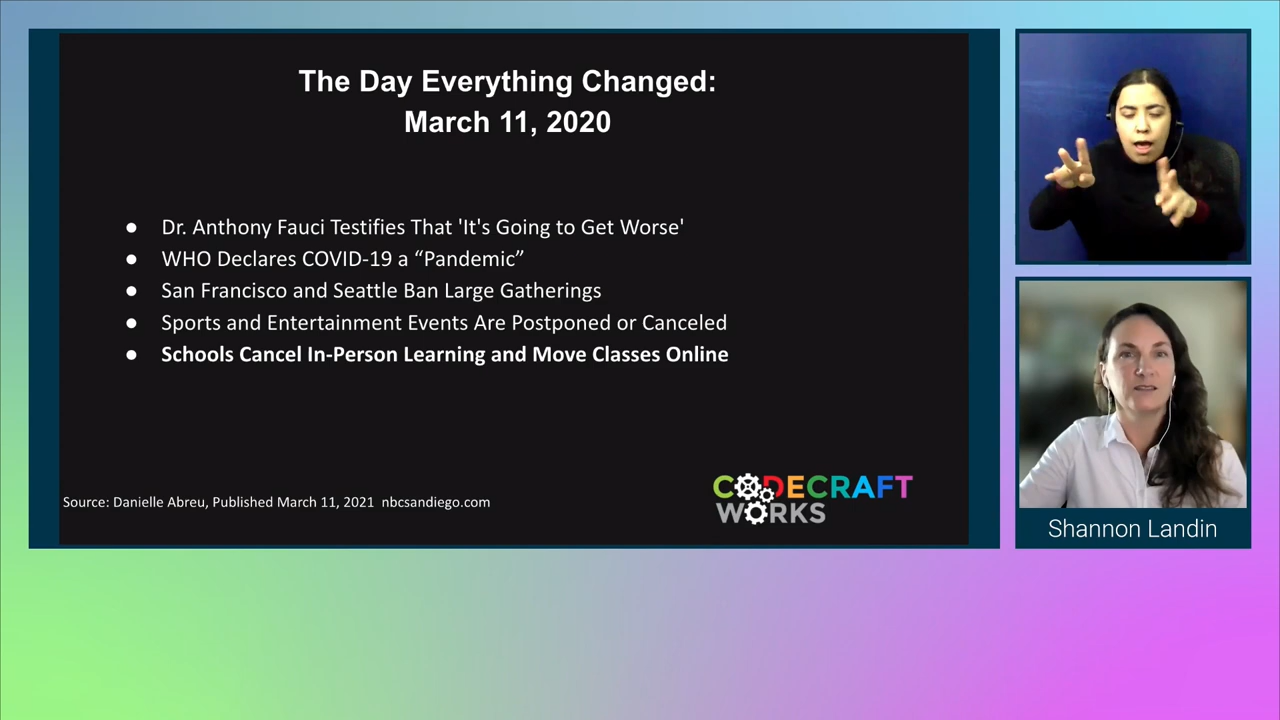 The Day Everything Changed:
March 11, 2020
● Dr. Anthony Fauci Testifies That 'It's Going to Get Worse'
● WHO Declares COVID-19 a “Pandemic”
● San Francisco and Seattle Ban Large Gatherings
● Sports and Entertainment Events Are Postponed or Canceled
● Schools Cancel In-Person Learning and Move Classes Online
Source: Danielle Abreu, Published March 11, 2021 nbcsandiego.com
CODECRAFT
WORKS
Shannon Landin